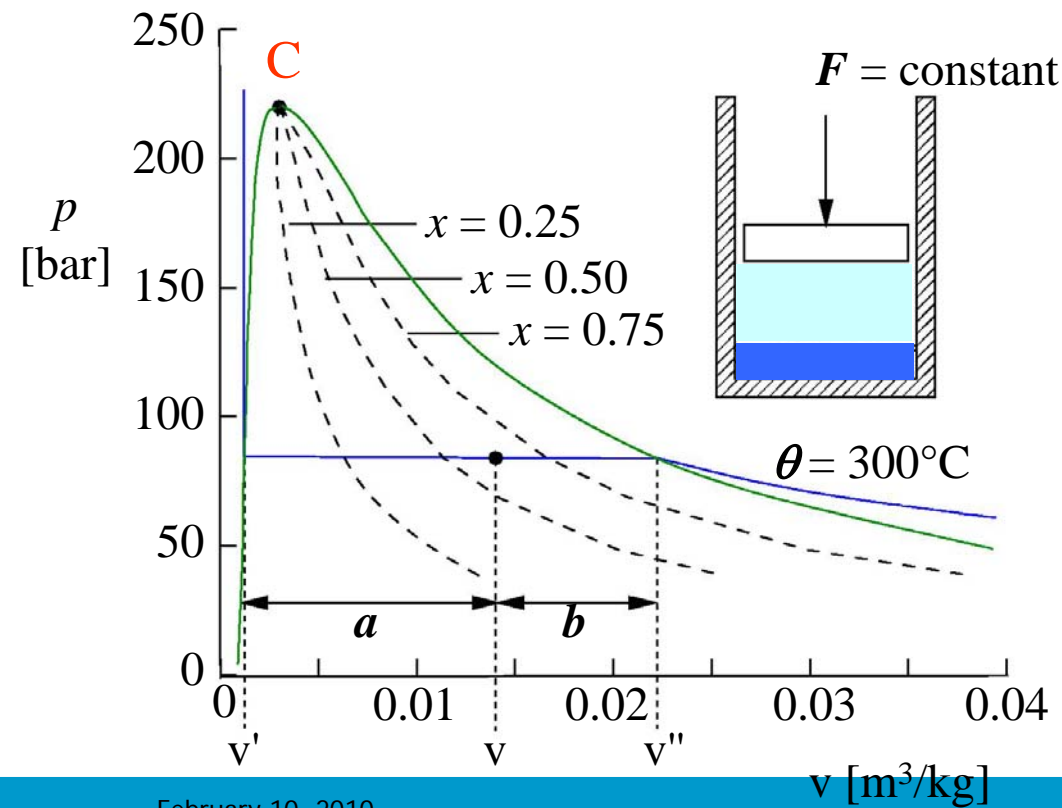 250
C
F = constant
200
p
[bar]
x = 0.25
150
x = 0.50
x = 0.75
100
θ = 300°C
50
a
b
0
0
0.01
0.02
0.03
0.04
v'
v
v"
v [m³/kg]